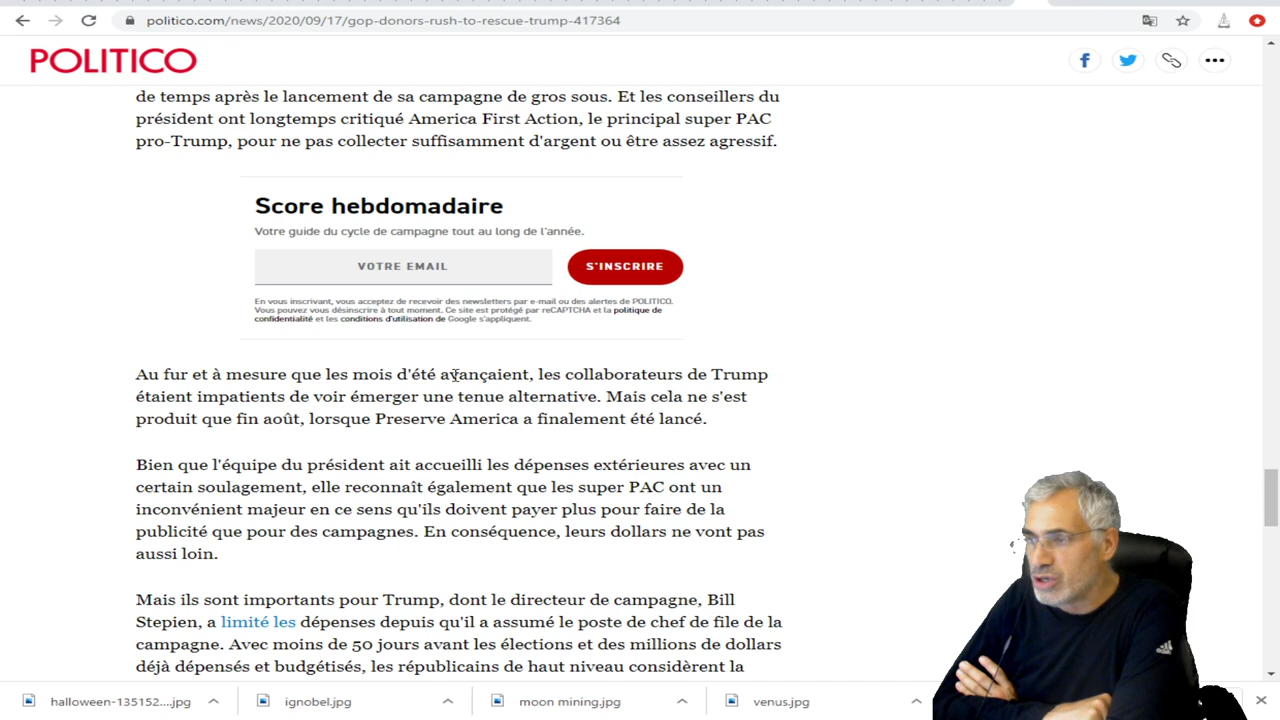 politico.com/news/2020/09/17/gop-donors-rush-to-rescue-trump-417364
POLITICO
de temps après le lancement de sa campagne de gros sous. Et les conseillers du
président ont longtemps critiqué America First Action, le principal super PAC
pro-Trump, pour ne pas collecter suffisamment d'argent ou être assez agressif.
Score hebdomadaire
Votre guide du cycle de campagne tout au long de l'année.
VOTRE EMAIL
S'INSCRIRE
En vous inscrivant, vous acceptez de recevoir des newsletters par e-mail ou des alertes de POLITICO.
Vous pouvez vous désinscrire à tout moment. Ce site est protégé par reCAPTCHA et la politique de
confidentialité et les conditions d'utilisation de Google s'appliquent.
Au fur et à mesure que les mois d'été avançaient, les collaborateurs de Trump
étaient impatients de voir émerger une tenue alternative. Mais cela ne s'est
produit que fin août, lorsque Preserve America a finalement été lancé.
Bien que l'équipe du président ait accueilli les dépenses extérieures avec un
certain soulagement, elle reconnaît également que les super PAC ont un
inconvénient majeur en ce sens qu'ils doivent payer plus pour faire de la
publicité que pour des campagnes. En conséquence, leurs dollars ne vont pas
aussi loin.
Mais ils sont importants pour Trump, dont le directeur de campagne, Bill
Stepien, a limité les dépenses depuis qu'il a assumé le poste de chef de file de la
campagne. Avec moins de 50 jours avant les élections et des millions de dollars
déjà dépensés et budgétisés, les républicains de haut niveau considèrent la
halloween-135152....jpg
ignobel.jpg
moon mining.jpg
venus.jpg